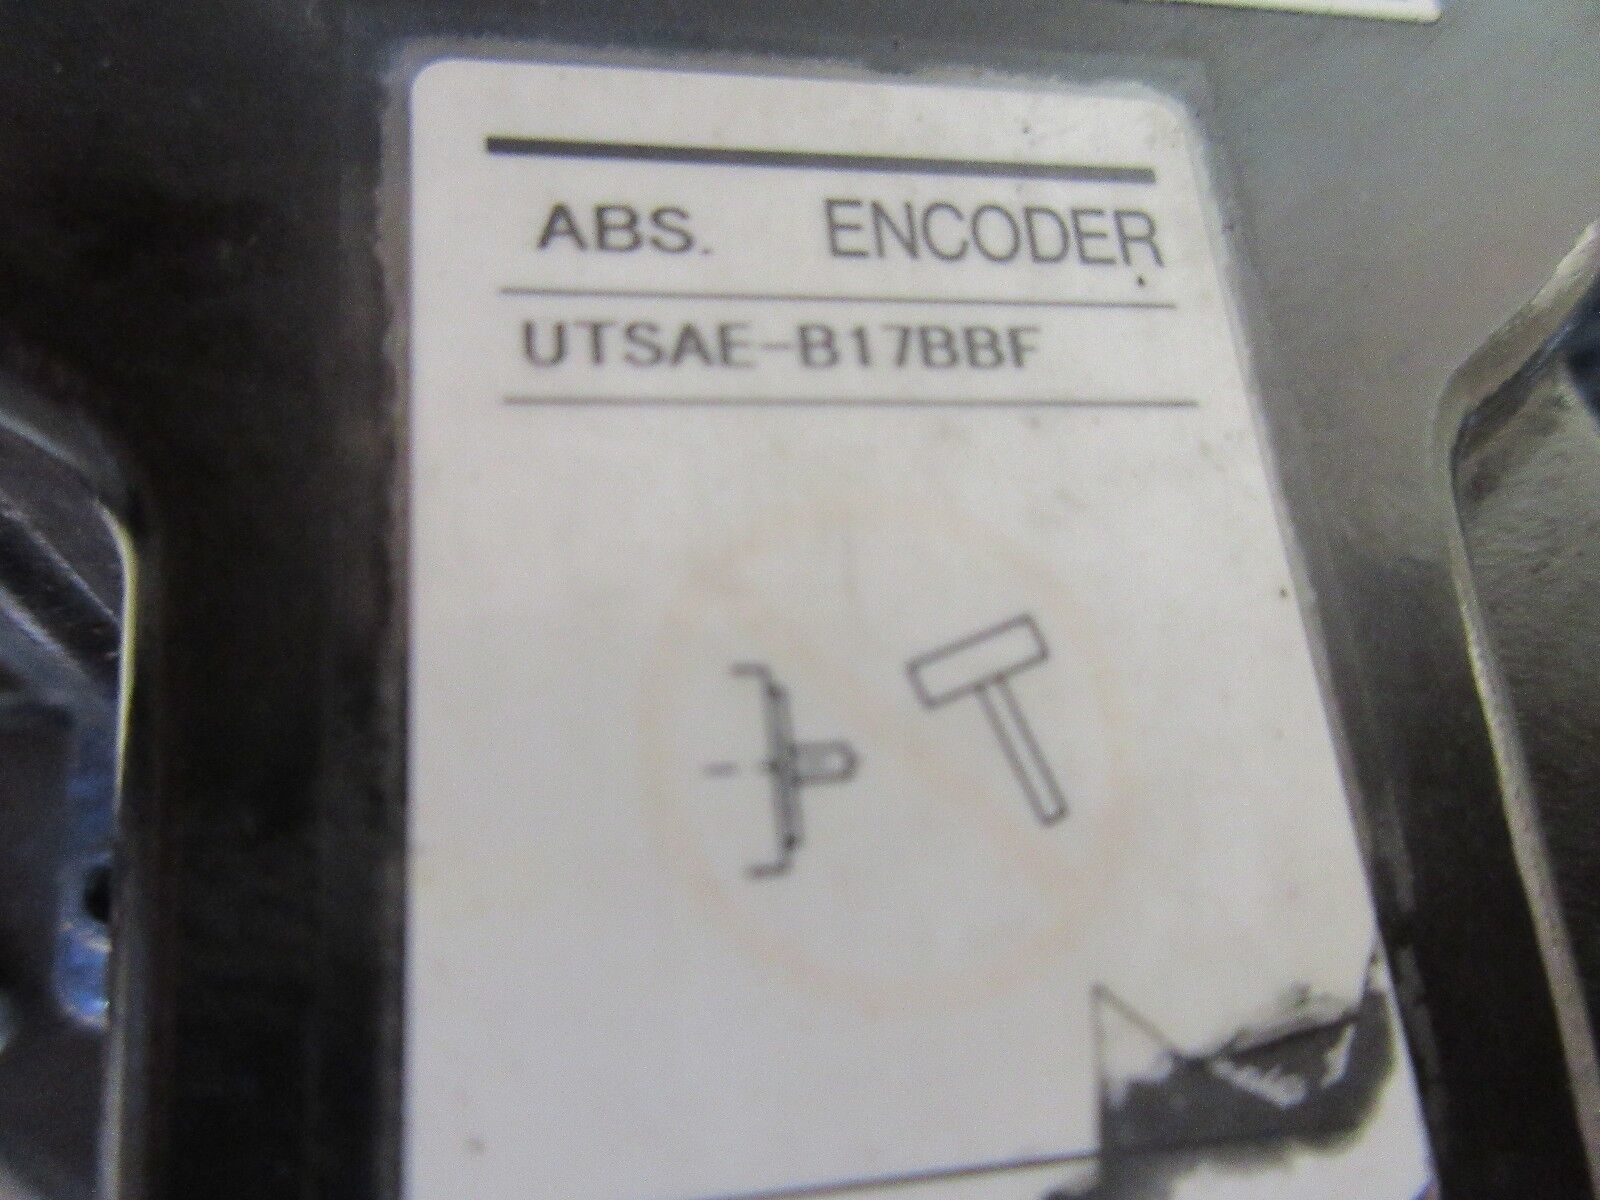 ABS. ENCODER
UTSAE-B17BBF